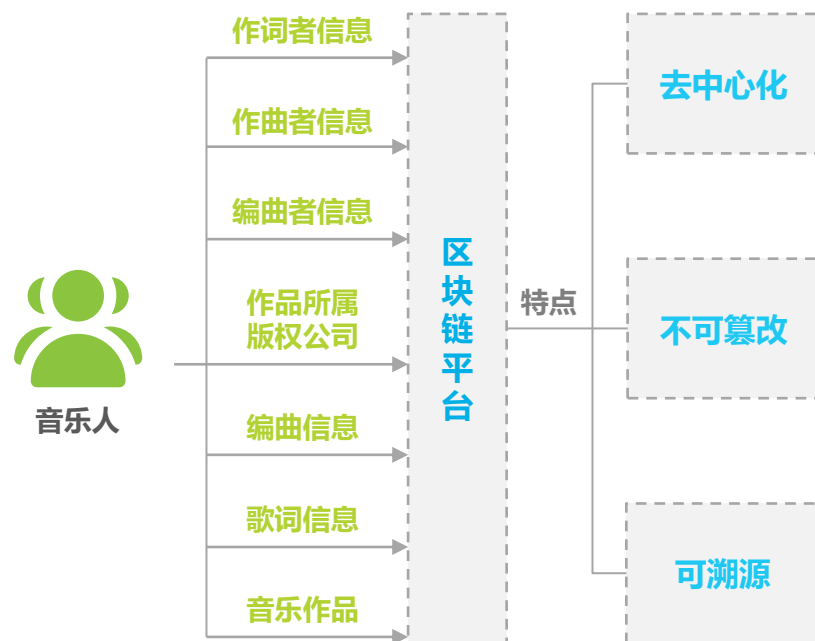 作词者信息
作曲者信息
编曲者信息
作品所属
版权公司
编曲信息
歌词信息
音乐作品
音乐人
区块链平台
特点
去中心化
不可篡改
可溯源